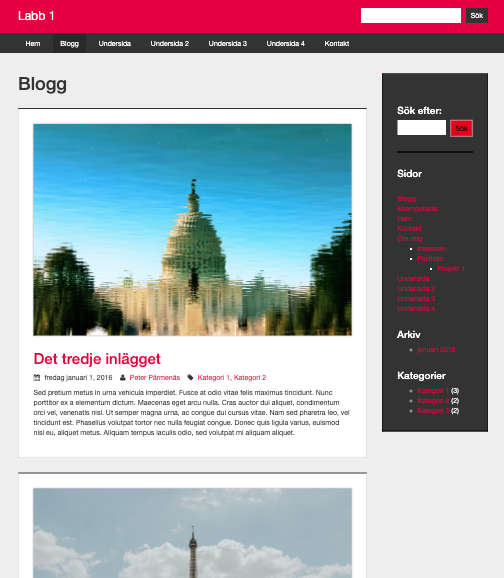 Labb 1
Sök
Hem Blogg Undersida Undersida 2 Undersida 3 Undersida 4 Kontakt
Blogg
Det tredje inlägget
fredag januari 1, 2016 Peter Pärmenäs Kategori 1, Kategori 2
Sed pretium metus in urna vehicula imperdiet. Fusce at odio vitae felis maximus tincidunt. Nunc
porttitor ex a elementum dictum. Maecenas eget arcu nulla. Cras auctor dui aliquet, condimentum
orci vel, venenatis nisl. Ut semper magna urna, ac congue dui cursus vitae. Nam sed pharetra leo, vel
tincidunt est. Phasellus volutpat tortor nec nulla feugiat congue. Donec quis ligula varius, euismod
nisl eu, aliquet metus. Aliquam tempus iaculis odio, sed volutpat mi aliquam aliquet.
Sök efter:
Sök
Sidor
Blogg
Exempelsida
Hem
Kontakt
Om mig
Intressen
Portfolio
Projekt 1
Undersida
Undersida 2
Undersida 3
Undersida 4
Arkiv
januari 2016
Kategorier
Kategori 1 (3)
Kategori 2 (2)
Kategori 3 (2)